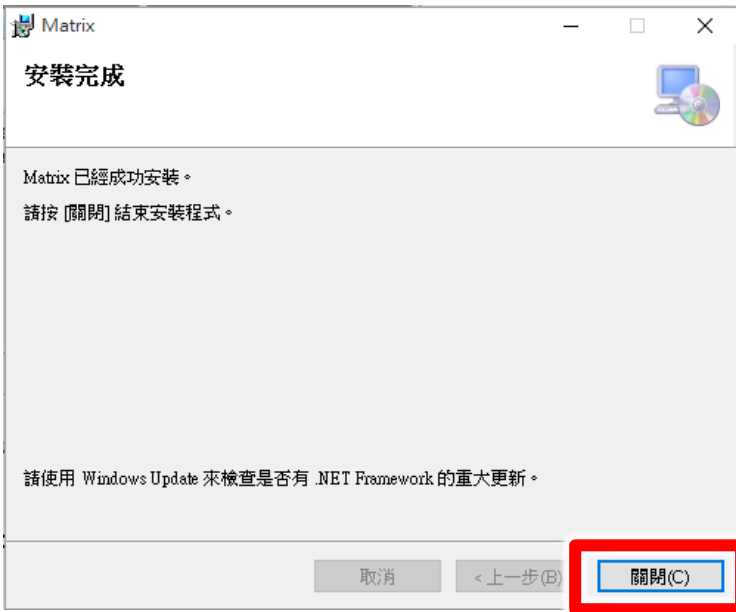 Matrix
安裝完成
Matrix 已經成功安裝。
請按 [關閉] 結束安裝程式。
請使用 Windows Update 來檢查是否有 .NET Framework 的重大更新。
取消
<上一步(B)
關閉(C)